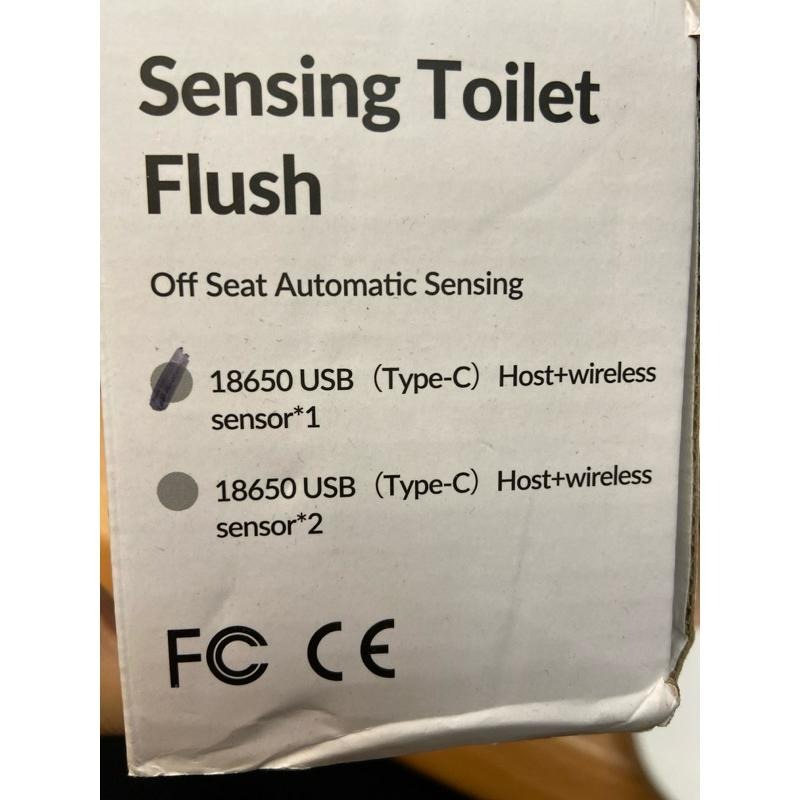 Sensing Toilet
Flush
Off Seat Automatic Sensing
18650 USB（Type-C）Host+wireless
sensor*1
18650 USB（Type-C）Host+wireless
sensor*2
FC CE